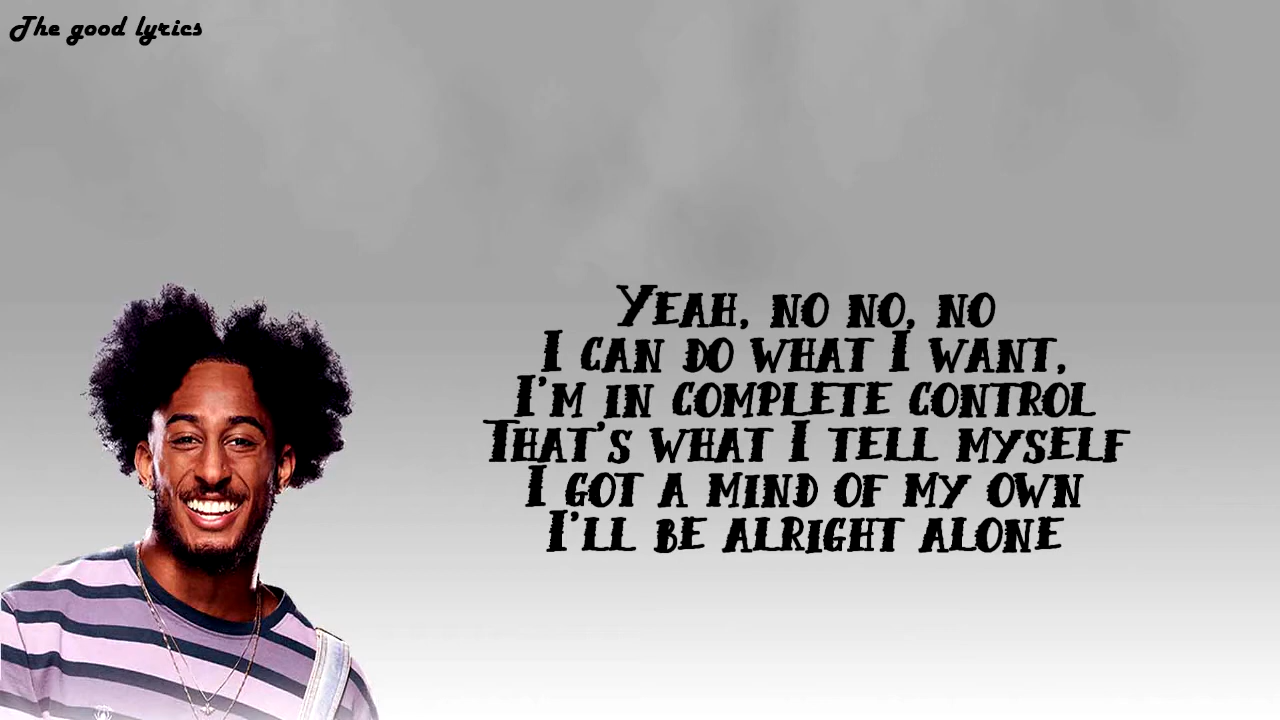 The good lyrics
Yeah, no no, no
I can do what I want,
I'm in complete control
That's what I tell myself
I got a mind of my own
I'll be alright alone